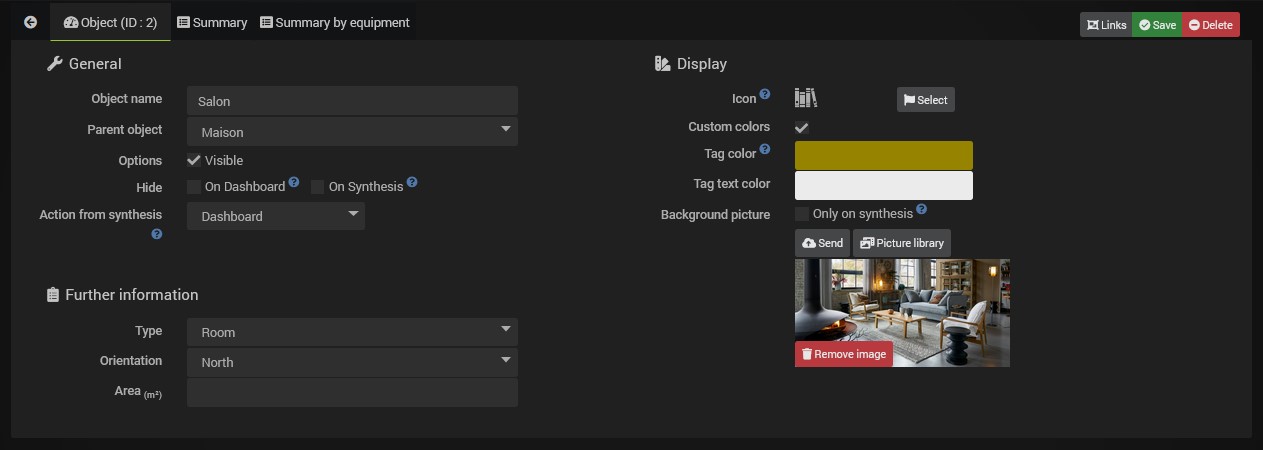 Object (ID : 2) Summary Summary by equipment Links Save Delete
General
Object name Salon
Parent object Maison
Options Visible
Hide On Dashboard ? On Synthesis ?
Action from synthesis ? Dashboard
Further information
Type Room
Orientation North
Area (m²)
Display
Icon ? Select
Custom colors
Tag color ?
Tag text color
Background picture Only on synthesis ?
Send Picture library
Remove image